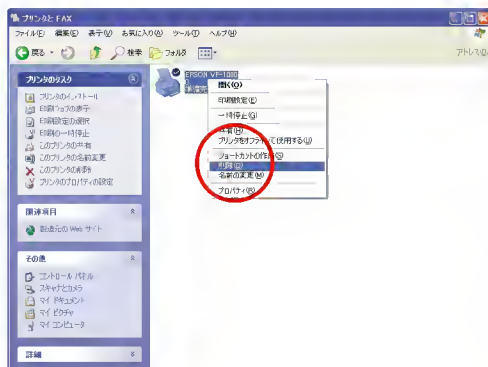 プリンタと FAX
ファイル(F) 編集(E) 表示(V) お気に入り(A) ツール(T) ヘルプ(H)
戻る 検索 フォルダ
アドレス(D)
プリンタのタスク
プリンタのインストール
印刷ジョブの表示
印刷設定の選択
印刷の一時停止
このプリンタの共有
このプリンタの名前変更
このプリンタの削除
プリンタのプロパティの設定
関連項目
製造元の Web サイト
その他
コントロール パネル
スキャナとカメラ
マイ ドキュメント
マイ ピクチャ
マイ コンピュータ
詳細
EPSON VP-1000
開く(O)
印刷設定(E)
一時停止(G)
共有(H)
プリンタをオフラインで使用する(U)
ショートカットの作成(S)
削除(D)
名前の変更(M)
プロパティ(R)